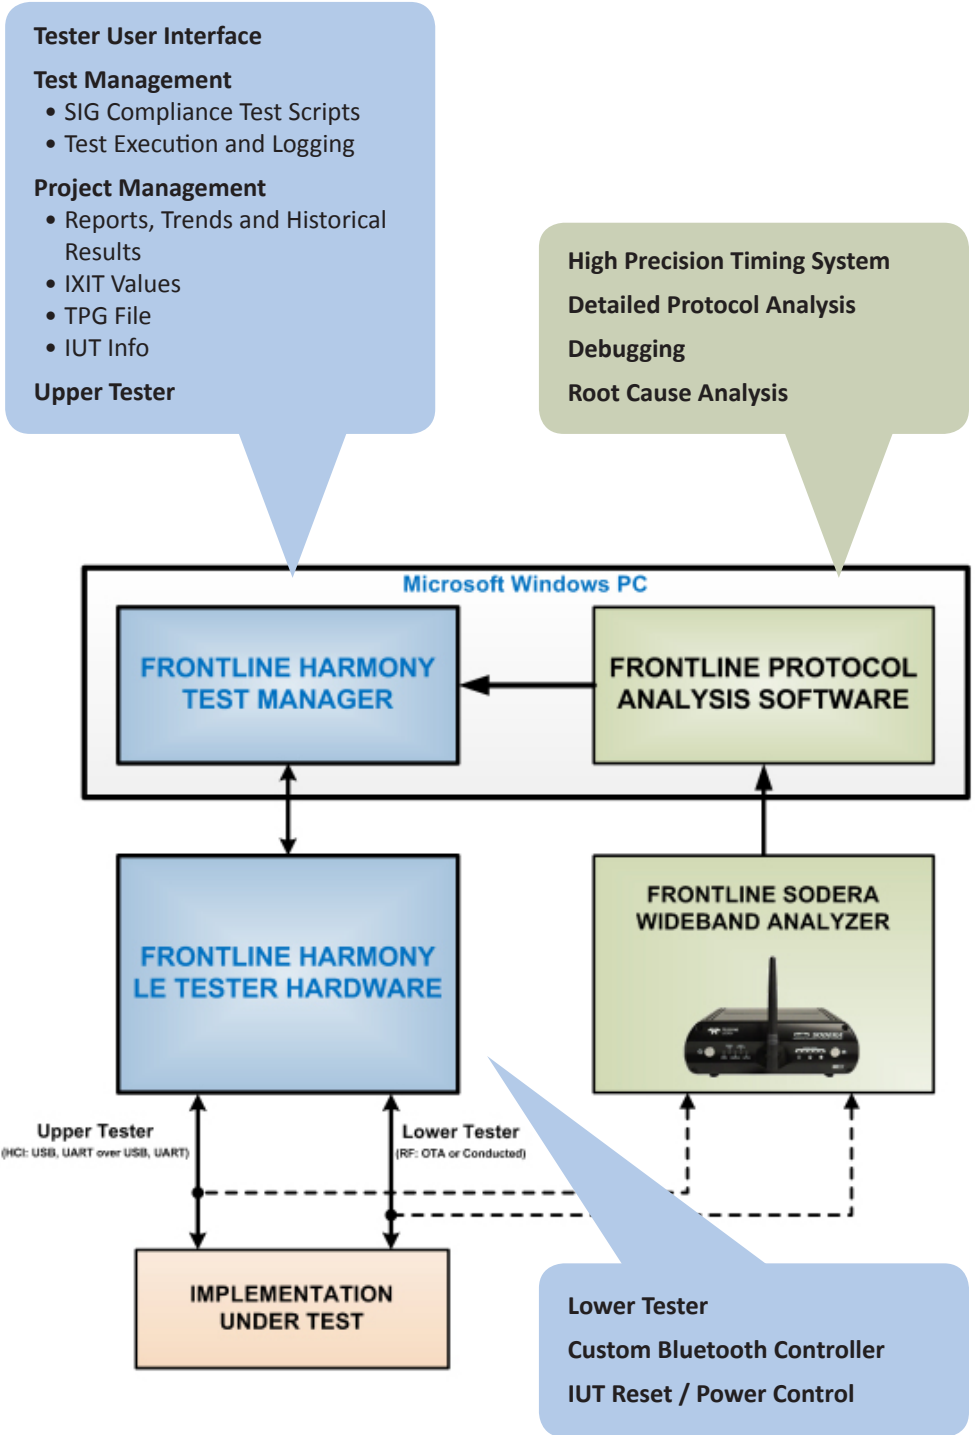 Tester User Interface
Test Management
• SIG Compliance Test Scripts
• Test Execution and Logging
Project Management
• Reports, Trends and Historical
Results
• IXIT Values
• TPG File
• IUT Info
Upper Tester
High Precision Timing System
Detailed Protocol Analysis
Debugging
Root Cause Analysis
Microsoft Windows PC
FRONTLINE HARMONY
TEST MANAGER
FRONTLINE PROTOCOL
ANALYSIS SOFTWARE
FRONTLINE HARMONY
LE TESTER HARDWARE
FRONTLINE SODERA
WIDEBAND ANALYZER
Upper Tester
(HCI: USB, UART over USB, UART)
Lower Tester
(RF: OTA or Conducted)
IMPLEMENTATION
UNDER TEST
Lower Tester
Custom Bluetooth Controller
IUT Reset / Power Control